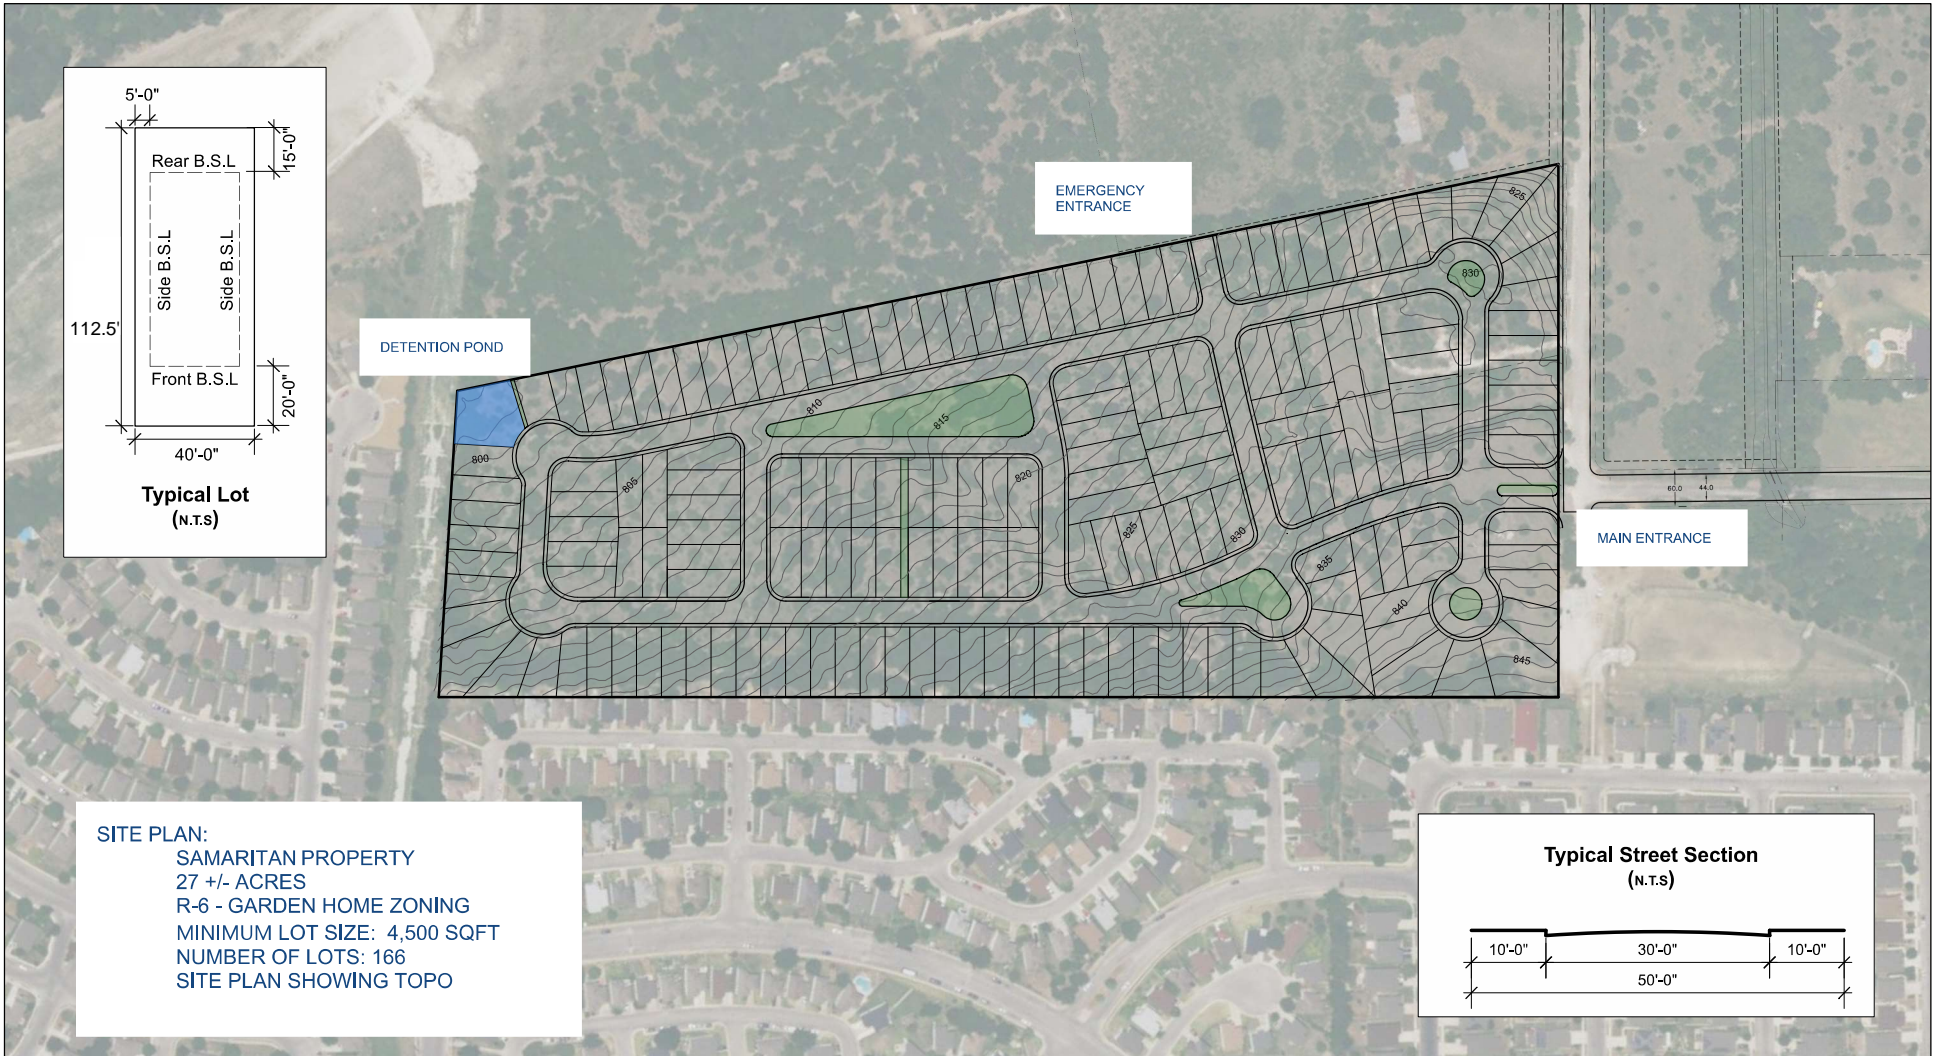 5'-0"
15'-0"
Rear B.S.L
Side B.S.L
Side B.S.L
112.5'
Front B.S.L
20'-0"
40'-0"
Typical Lot
(N.T.S)
DETENTION POND
EMERGENCY
ENTRANCE
MAIN ENTRANCE
825
830
810
815
800
805
820
825
830
835
840
845
60.0
44.0
SITE PLAN:
SAMARITAN PROPERTY
27 +/- ACRES
R-6 - GARDEN HOME ZONING
MINIMUM LOT SIZE: 4,500 SQFT
NUMBER OF LOTS: 166
SITE PLAN SHOWING TOPO
Typical Street Section
(N.T.S)
10'-0"
30'-0"
10'-0"
50'-0"